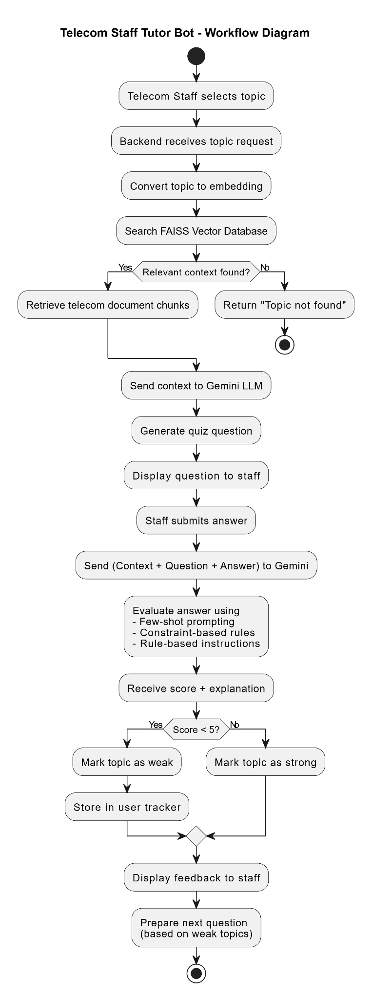 Telecom Staff Tutor Bot - Workflow Diagram
Telecom Staff selects topic
Backend receives topic request
Convert topic to embedding
Search FAISS Vector Database
Relevant context found?
Yes
No
Retrieve telecom document chunks
Return "Topic not found"
Send context to Gemini LLM
Generate quiz question
Display question to staff
Staff submits answer
Send (Context + Question + Answer) to Gemini
Evaluate answer using
- Few-shot prompting
- Constraint-based rules
- Rule-based instructions
Receive score + explanation
Score < 5?
Yes
No
Mark topic as weak
Mark topic as strong
Store in user tracker
Display feedback to staff
Prepare next question
(based on weak topics)